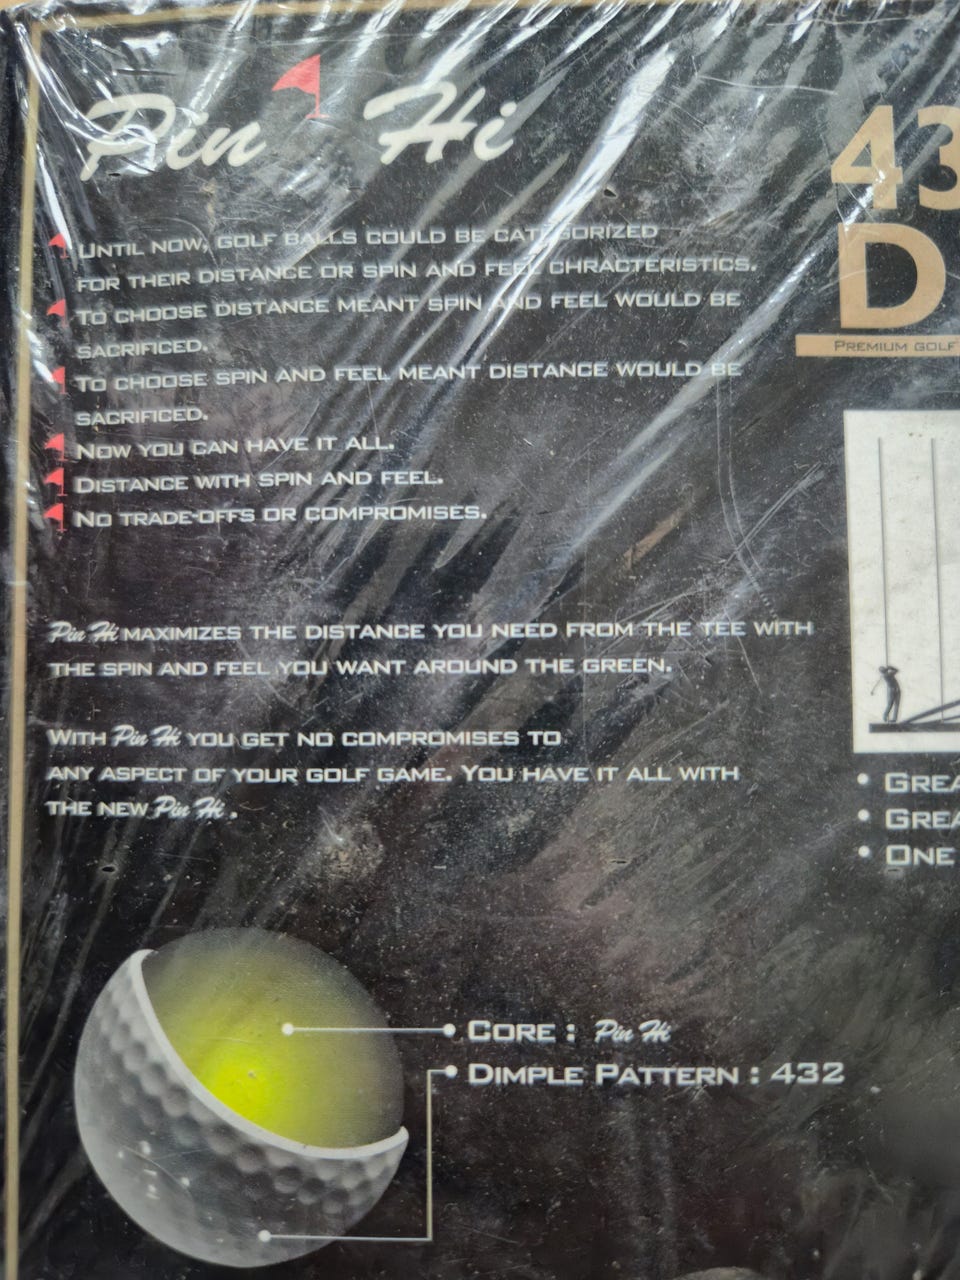 Pin Hi
UNTIL NOW, GOLF BALLS COULD BE CATEGORIZED
FOR THEIR DISTANCE OR SPIN AND FEEL CHRACTERISTICS.
TO CHOOSE DISTANCE MEANT SPIN AND FEEL WOULD BE
SACRIFICED.
TO CHOOSE SPIN AND FEEL MEANT DISTANCE WOULD BE
SACRIFICED.
NOW YOU CAN HAVE IT ALL.
DISTANCE WITH SPIN AND FEEL.
NO TRADE-OFFS OR COMPROMISES.
Pin Hi MAXIMIZES THE DISTANCE YOU NEED FROM THE TEE WITH
THE SPIN AND FEEL YOU WANT AROUND THE GREEN.
WITH Pin Hi YOU GET NO COMPROMISES TO
ANY ASPECT OF YOUR GOLF GAME. YOU HAVE IT ALL WITH
THE NEW Pin Hi .
CORE : Pin Hi
DIMPLE PATTERN : 432
43
D
PREMIUM GOLF
• GREA
• GREA
• ONE